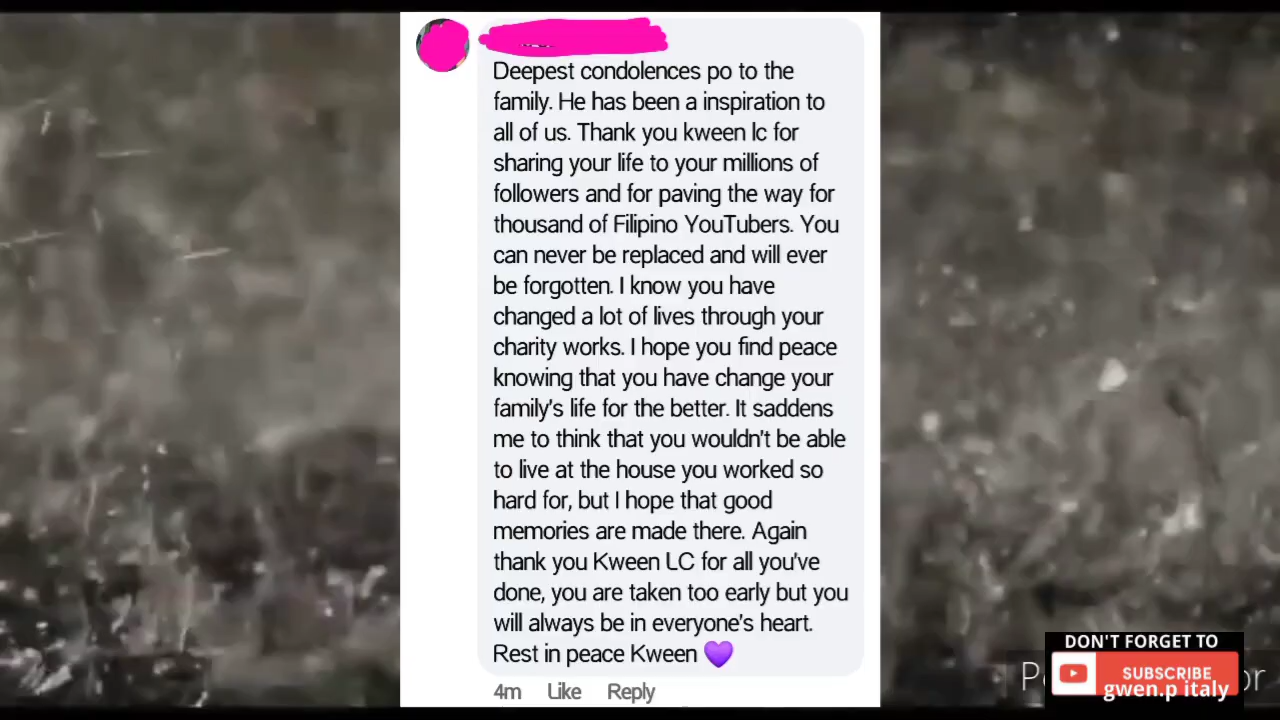 Deepest condolences po to the
family. He has been a inspiration to
all of us. Thank you kween lc for
sharing your life to your millions of
followers and for paving the way for
thousand of Filipino YouTubers. You
can never be replaced and will ever
be forgotten. I know you have
changed a lot of lives through your
charity works. I hope you find peace
knowing that you have change your
family's life for the better. It saddens
me to think that you wouldn't be able
to live at the house you worked so
hard for, but I hope that good
memories are made there. Again
thank you Kween LC for all you've
done, you are taken too early but you
will always be in everyone's heart.
Rest in peace Kween 💜
4m Like Reply
DON'T FORGET TO
SUBSCRIBE
gwen.p italy